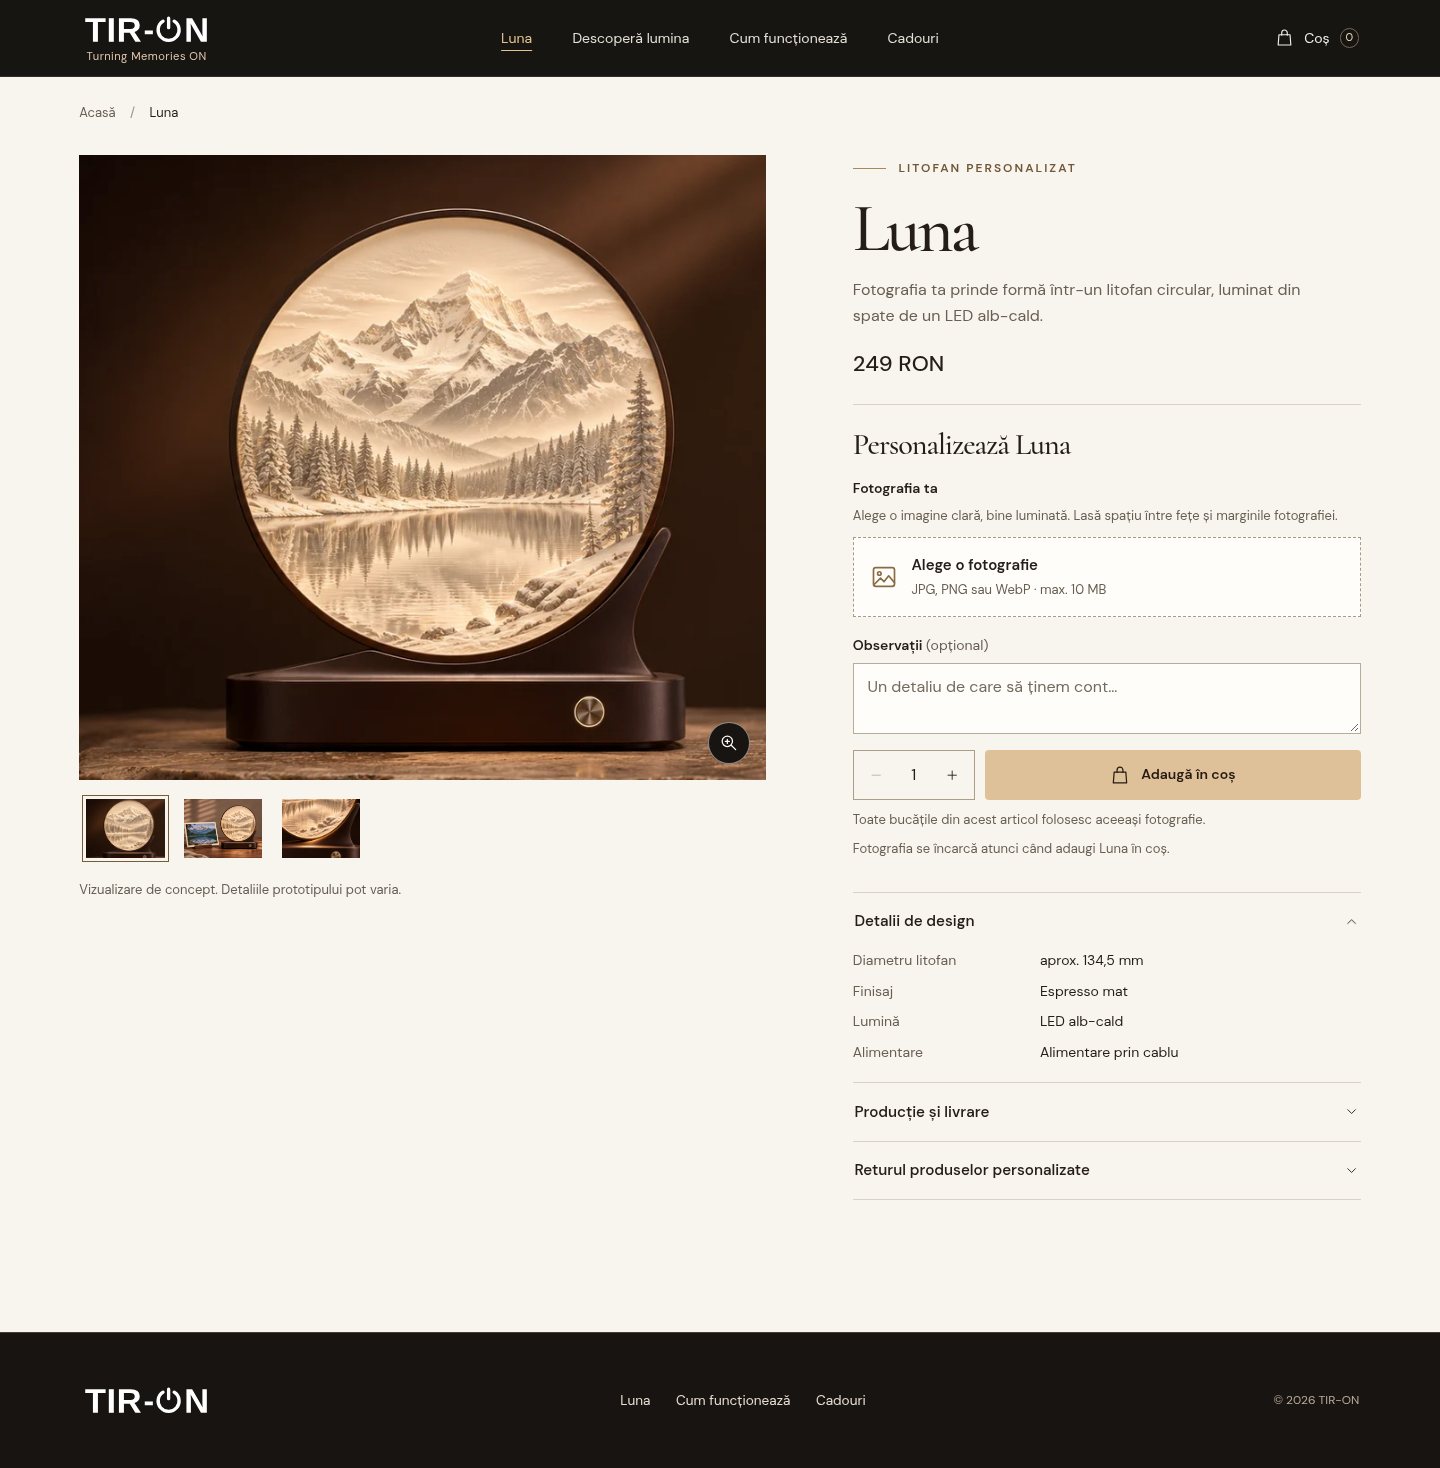 TIR-ON
Turning Memories ON
Luna
Descoperă lumina
Cum funcționează
Cadouri
Coș
0
Acasă / Luna
LITOFAN PERSONALIZAT
Luna
Fotografia ta prinde formă într-un litofan circular, luminat din
spate de un LED alb-cald.
249 RON
Personalizează Luna
Fotografia ta
Alege o imagine clară, bine luminată. Lasă spațiu între fețe și marginile fotografiei.
Alege o fotografie
JPG, PNG sau WebP · max. 10 MB
Observații (opțional)
Un detaliu de care să ținem cont...
− 1 +
Adaugă în coș
Toate bucățile din acest articol folosesc aceeași fotografie.
Fotografia se încarcă atunci când adaugi Luna în coș.
Vizualizare de concept. Detaliile prototipului pot varia.
Detalii de design
Diametru litofan aprox. 134,5 mm
Finisaj Espresso mat
Lumină LED alb-cald
Alimentare Alimentare prin cablu
Producție și livrare
Returul produselor personalizate
TIR-ON
Luna
Cum funcționează
Cadouri
© 2026 TIR-ON